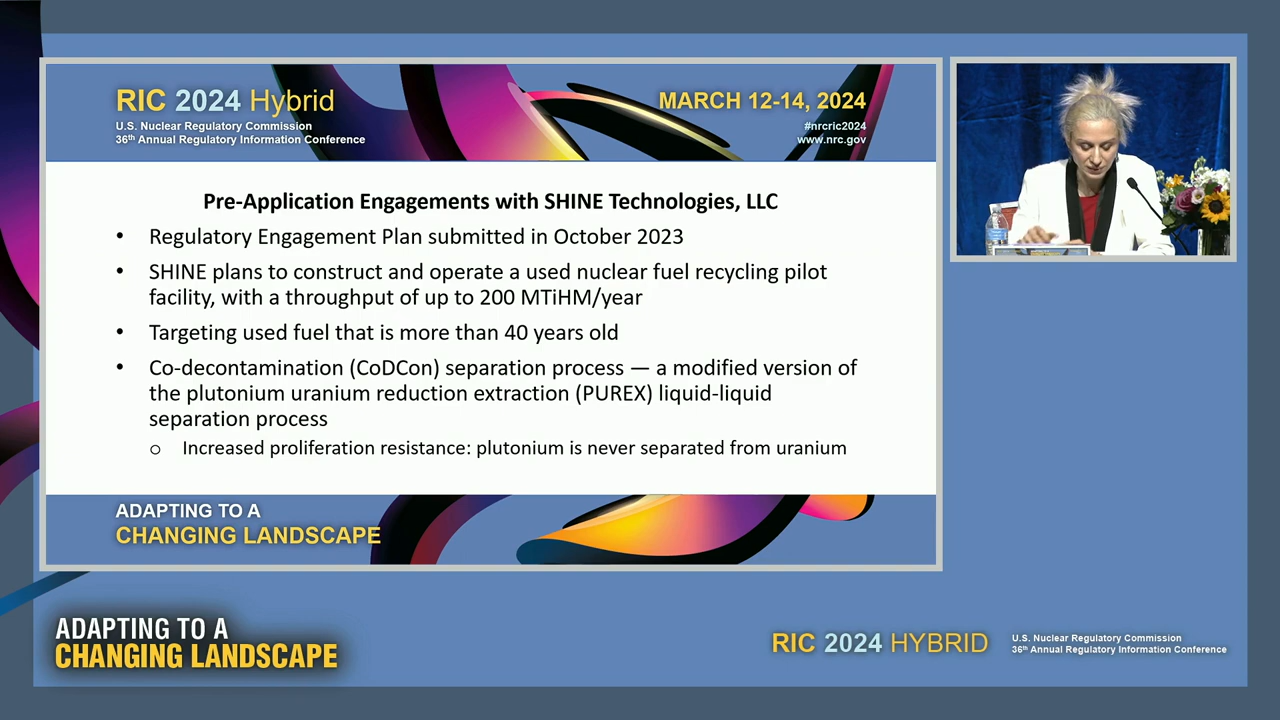 RIC 2024 Hybrid
U.S. Nuclear Regulatory Commission
36th Annual Regulatory Information Conference
MARCH 12-14, 2024
#nrcric2024
www.nrc.gov
Pre-Application Engagements with SHINE Technologies, LLC
• Regulatory Engagement Plan submitted in October 2023
• SHINE plans to construct and operate a used nuclear fuel recycling pilot
facility, with a throughput of up to 200 MTiHM/year
• Targeting used fuel that is more than 40 years old
• Co-decontamination (CoDCon) separation process — a modified version of
the plutonium uranium reduction extraction (PUREX) liquid-liquid
separation process
o Increased proliferation resistance: plutonium is never separated from uranium
ADAPTING TO A
CHANGING LANDSCAPE
ADAPTING TO A
CHANGING LANDSCAPE
RIC 2024 HYBRID
U.S. Nuclear Regulatory Commission
36th Annual Regulatory Information Conference